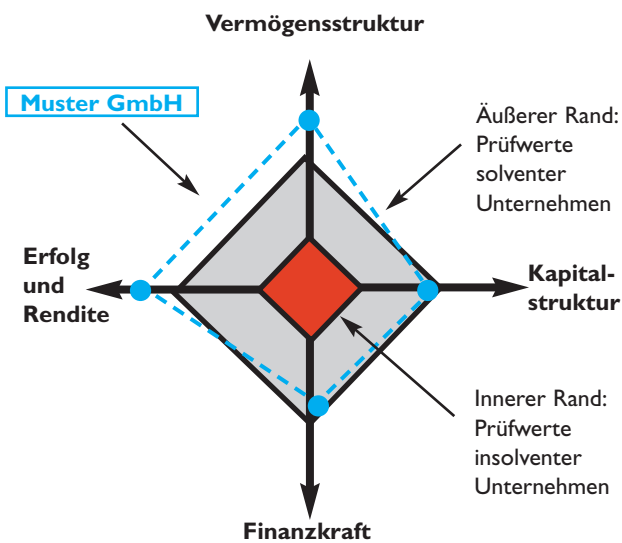 Vermögensstruktur
Muster GmbH
Äußerer Rand:
Prüfwerte
solventer
Unternehmen
Erfolg
und
Rendite
Kapital-
struktur
Innerer Rand:
Prüfwerte
insolventer
Unternehmen
Finanzkraft